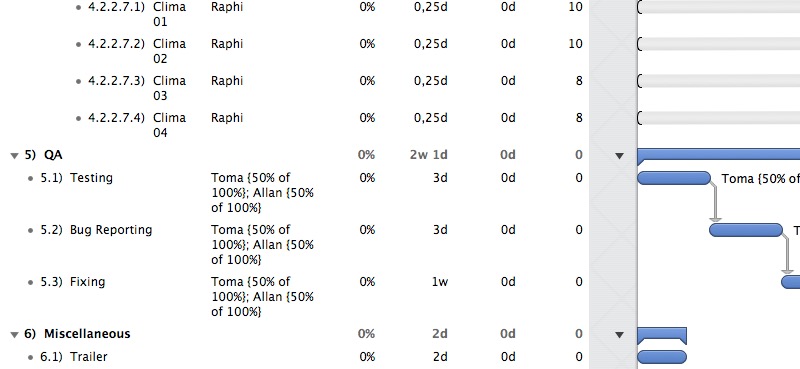 4.2.2.7.1) Clima 01 Raphi 0% 0,25d 0d 10
4.2.2.7.2) Clima 02 Raphi 0% 0,25d 0d 10
4.2.2.7.3) Clima 03 Raphi 0% 0,25d 0d 8
4.2.2.7.4) Clima 04 Raphi 0% 0,25d 0d 8
5) QA 0% 2w 1d 0d 0
5.1) Testing Toma {50% of 100%}; Allan {50% of 100%} 0% 3d 0d 0 Toma {50% of
5.2) Bug Reporting Toma {50% of 100%}; Allan {50% of 100%} 0% 3d 0d 0 T
5.3) Fixing Toma {50% of 100%}; Allan {50% of 100%} 0% 1w 0d 0
6) Miscellaneous 0% 2d 0d 0
6.1) Trailer 0% 2d 0d 0